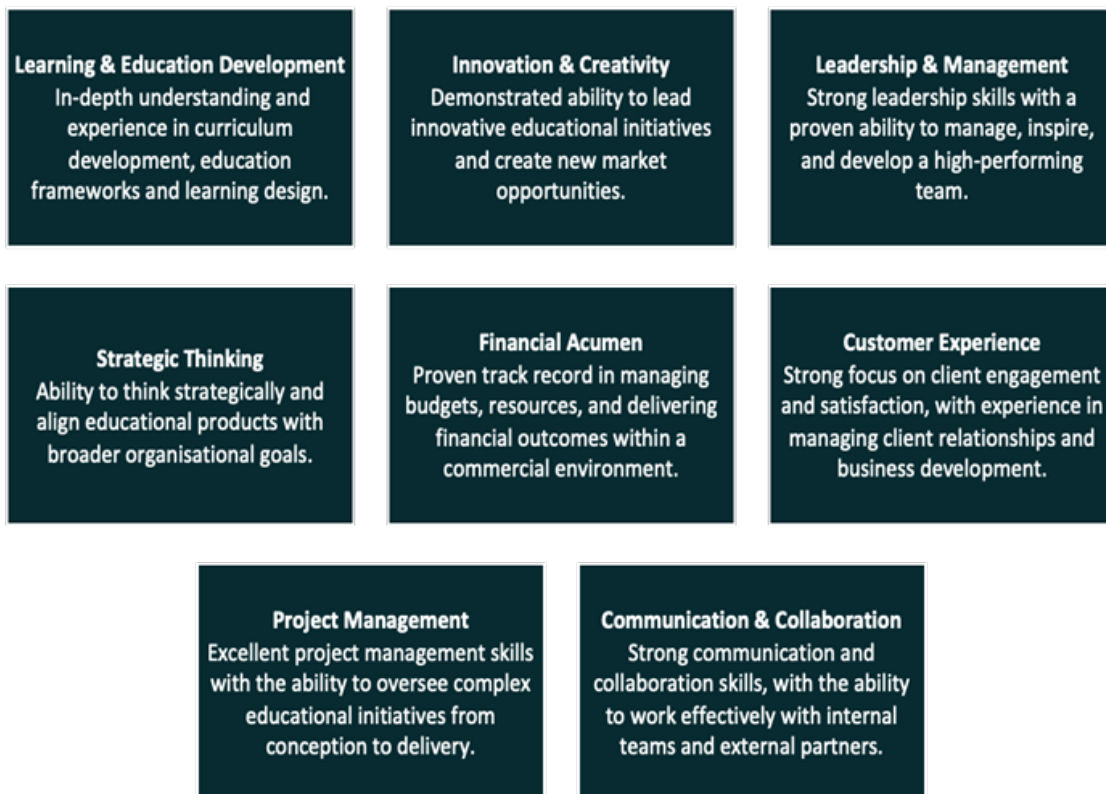 Learning & Education Development
In-depth understanding and
experience in curriculum
development, education
frameworks and learning design.
Innovation & Creativity
Demonstrated ability to lead
innovative educational initiatives
and create new market
opportunities.
Leadership & Management
Strong leadership skills with a
proven ability to manage, inspire,
and develop a high-performing
team.
Strategic Thinking
Ability to think strategically and
align educational products with
broader organisational goals.
Financial Acumen
Proven track record in managing
budgets, resources, and delivering
financial outcomes within a
commercial environment.
Customer Experience
Strong focus on client engagement
and satisfaction, with experience in
managing client relationships and
business development.
Project Management
Excellent project management skills
with the ability to oversee complex
educational initiatives from
conception to delivery.
Communication & Collaboration
Strong communication and
collaboration skills, with the ability
to work effectively with internal
teams and external partners.